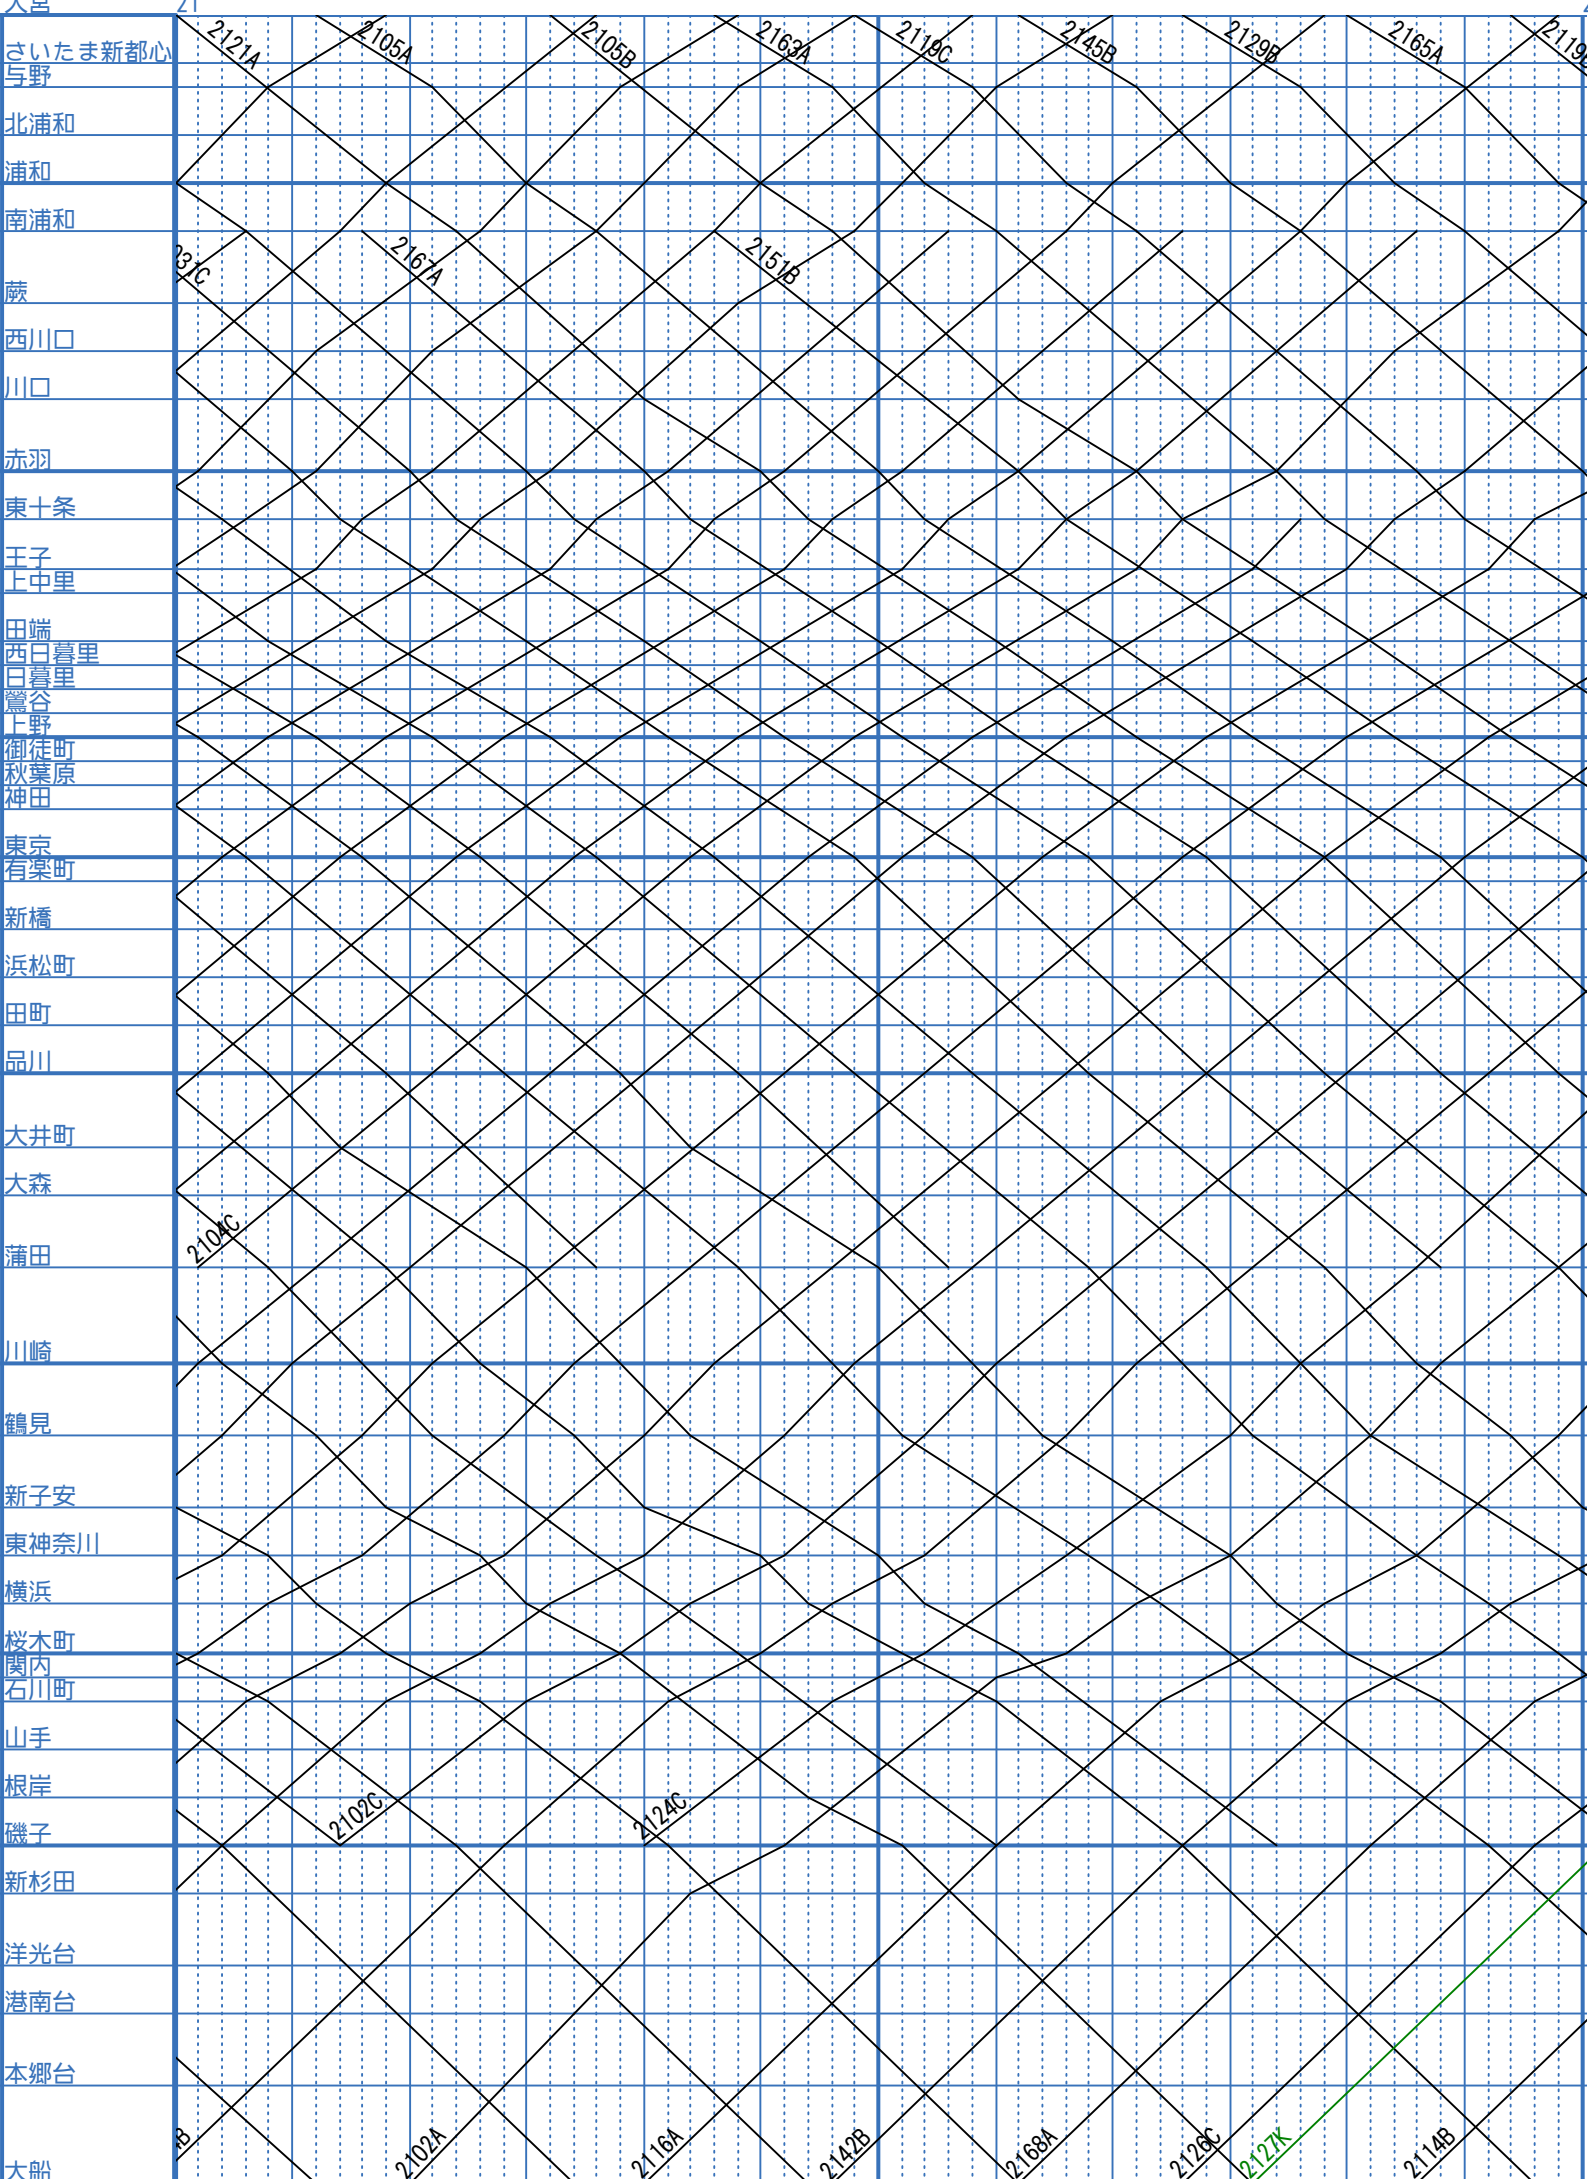 大宮 21
2121A 2105A 2105B 2163A 2119C 2145B 2129B 2165A
さいたま新都心
与野
北浦和
浦和
南浦和
2167A 2151B
蕨
西川口
川口
赤羽
東十条
王子
上中里
田端
西日暮里
日暮里
鶯谷
上野
御徒町
秋葉原
神田
東京
有楽町
新橋
浜松町
田町
品川
大井町
大森
2104C
蒲田
川崎
鶴見
新子安
東神奈川
横浜
桜木町
関内
石川町
山手
根岸
2102C 2124C
磯子
新杉田
洋光台
港南台
本郷台
2102A 2116A 2142B 2168A 2126C 2127K 2114B
大船